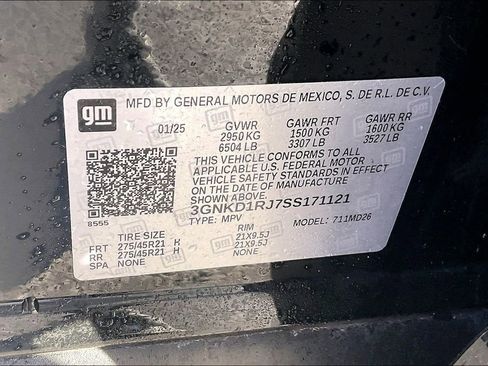 gm
MFD BY GENERAL MOTORS DE MEXICO, S. DE R.L. DE C.V.
01/25 GVWR GAWR FRT GAWR RR
2950 KG 1500 KG 1600 KG
6504 LB 3307 LB 3527 LB
THIS VEHICLE CONFORMS TO ALL
APPLICABLE U.S. FEDERAL MOTOR
VEHICLE SAFETY STANDARDS IN EFFECT
ON THE DATE OF MANUFACTURE
SHOWN ABOVE.
3GNKD1RJ7SS171121
8555 TYPE: MPV MODEL: 711MD26
TIRE SIZE RIM
FRT 275/45R21 H 21X9.5J
RR 275/45R21 H 21X9.5J
SPA NONE NONE